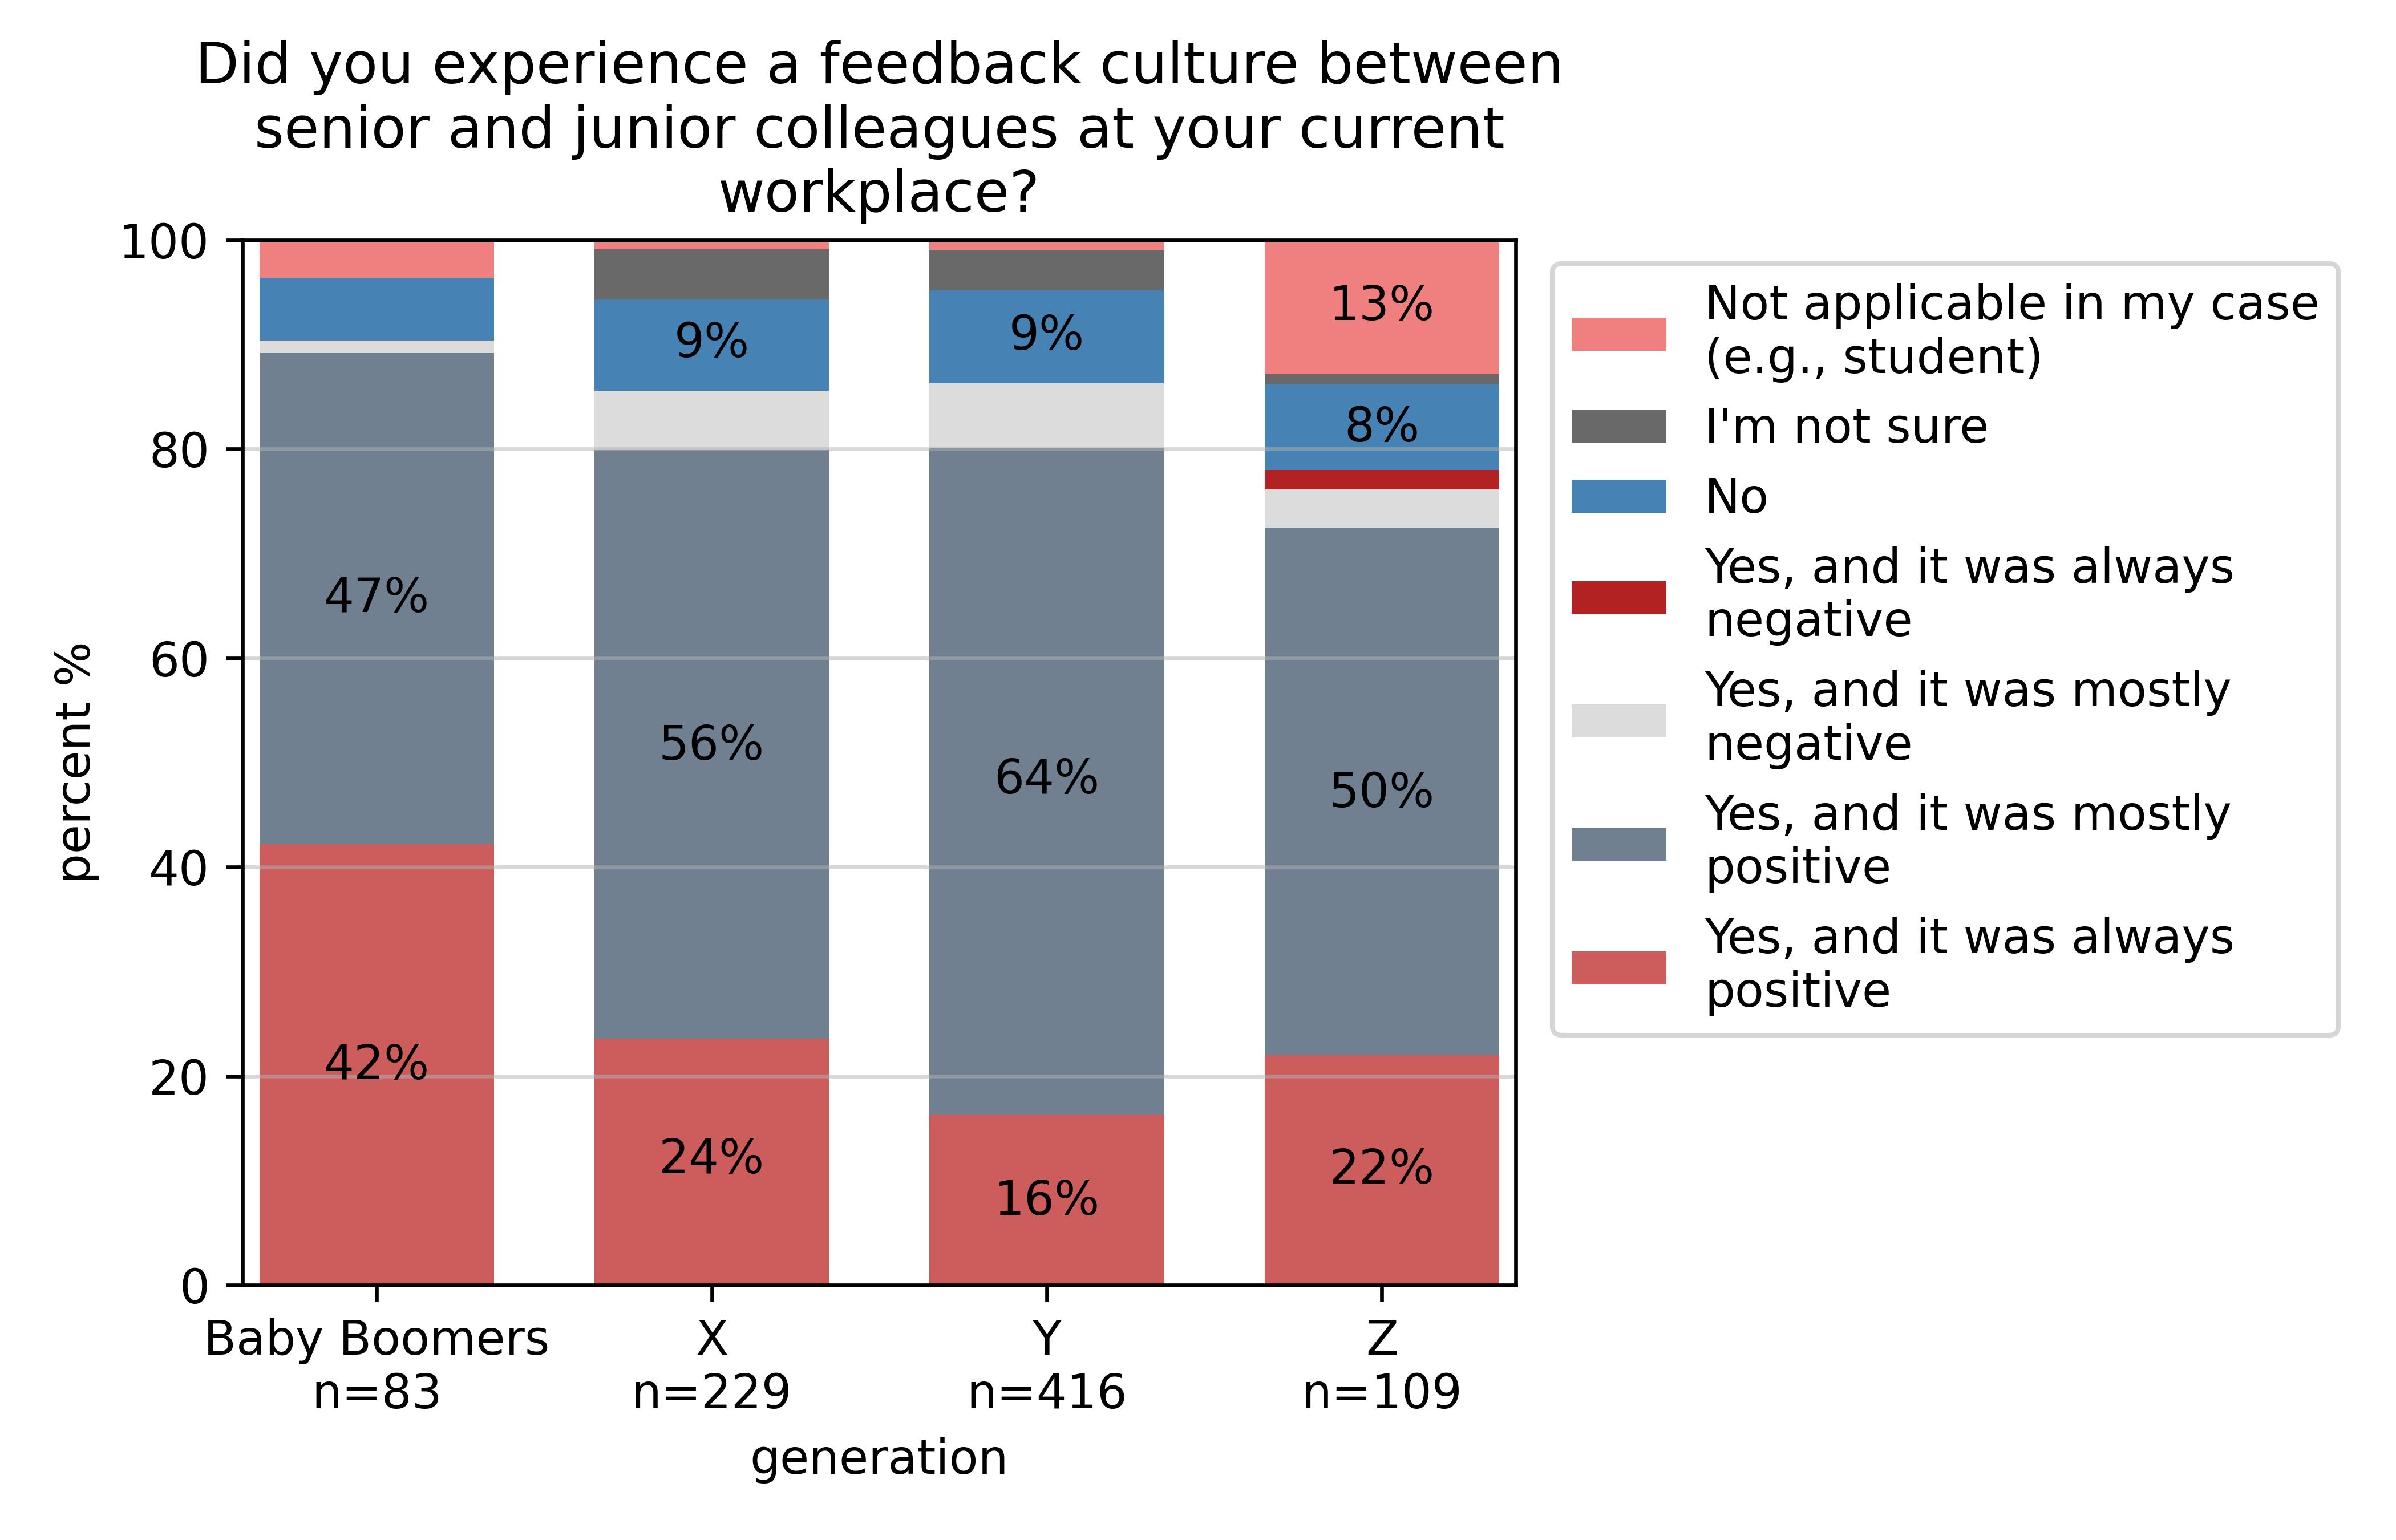 Did you experience a feedback culture between
senior and junior colleagues at your current
workplace?
percent %
100
80
60
40
20
0
47%
42%
9%
56%
24%
9%
64%
16%
13%
8%
50%
22%
Baby Boomers
n=83
X
n=229
Y
n=416
Z
n=109
generation
Not applicable in my case
(e.g., student)
I'm not sure
No
Yes, and it was always
negative
Yes, and it was mostly
negative
Yes, and it was mostly
positive
Yes, and it was always
positive